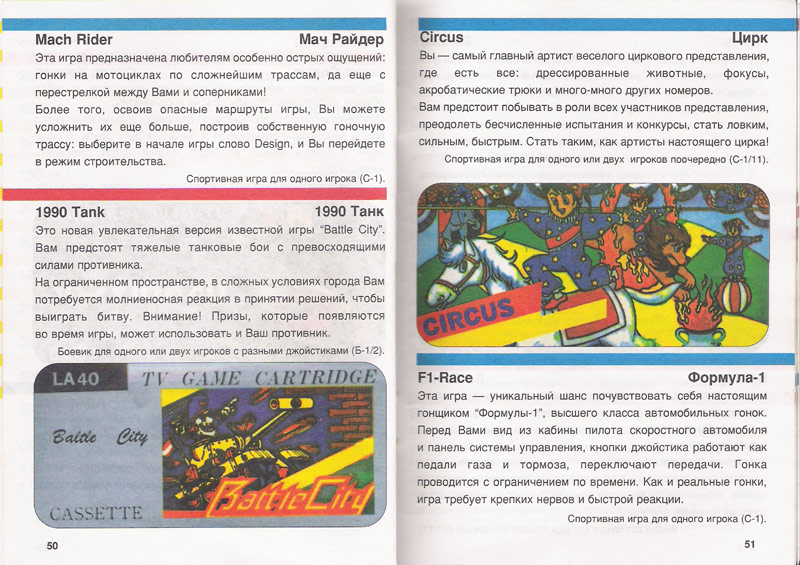 Mach Rider Мач Райдер
Эта игра предназначена любителям особенно острых ощущений:
гонки на мотоциклах по сложнейшим трассам, да еще с
перестрелкой между Вами и соперниками!
Более того, освоив опасные маршруты игры, Вы можете
усложнить их еще больше, построив собственную гоночную
трассу: выберите в начале игры слово Design, и Вы перейдете
в режим строительства.
Спортивная игра для одного игрока (С-1).
1990 Tank 1990 Танк
Это новая увлекательная версия известной игры “Battle City”.
Вам предстоят тяжелые танковые бои с превосходящими
силами противника.
На ограниченном пространстве, в сложных условиях города Вам
потребуется молниеносная реакция в принятии решений, чтобы
выиграть битву. Внимание! Призы, которые появляются
во время игры, может использовать и Ваш противник.
Боевик для одного или двух игроков с разными джойстиками (Б-1/2).
LA40 TV GAME CARTRIDGE
Battle City
Battle City
CASSETTE
50
Circus Цирк
Вы — самый главный артист веселого циркового представления,
где есть все: дрессированные животные, фокусы,
акробатические трюки и много-много других номеров.
Вам предстоит побывать в роли всех участников представления,
преодолеть бесчисленные испытания и конкурсы, стать ловким,
сильным, быстрым. Стать таким, как артисты настоящего цирка!
Спортивная игра для одного или двух игроков поочередно (С-1/11).
CIRCUS
F1-Race Формула-1
Эта игра — уникальный шанс почувствовать себя настоящим
гонщиком “Формулы-1”, высшего класса автомобильных гонок.
Перед Вами вид из кабины пилота скоростного автомобиля
и панель системы управления, кнопки джойстика работают как
педали газа и тормоза, переключают передачи. Гонка
проводится с ограничением по времени. Как и реальные гонки,
игра требует крепких нервов и быстрой реакции.
Спортивная игра для одного игрока (С-1).
51